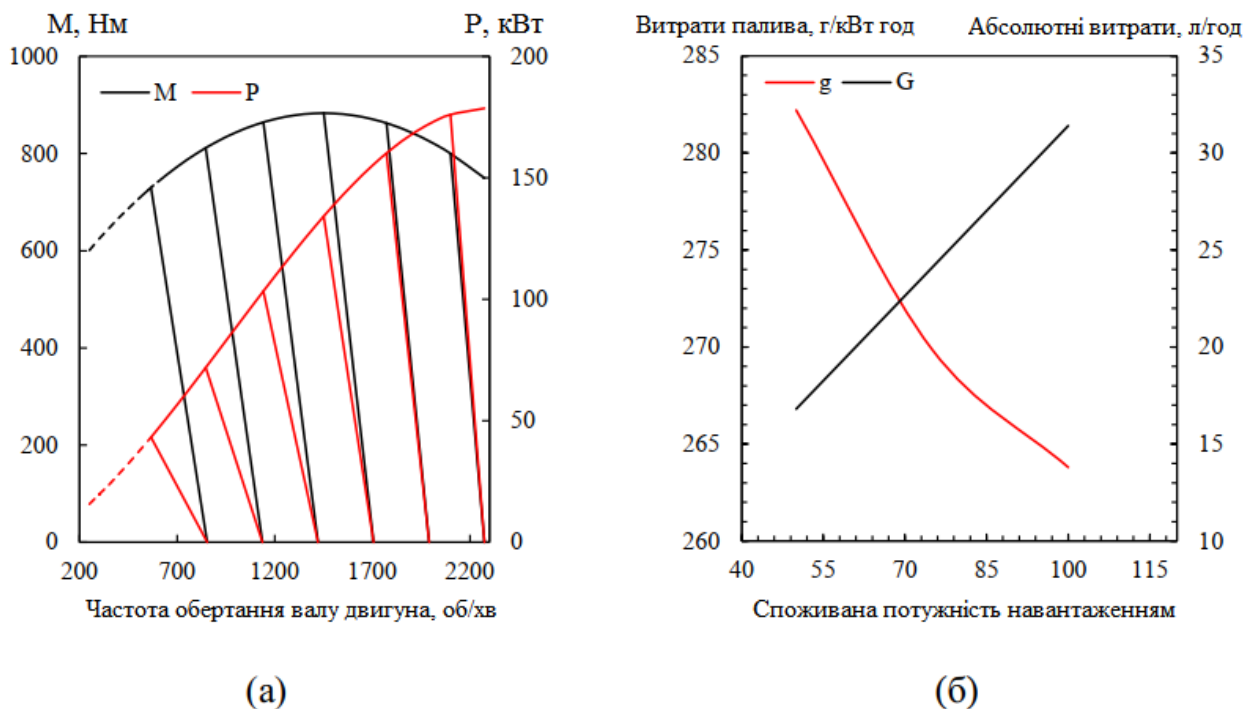 M, Нм P, кВт
1000 200
M P
800 150
600
100
400
50
200
0 0
200 700 1200 1700 2200
Частота обертання валу двигуна, об/хв
(а)
Витрати палива, г/кВт год Абсолютні витрати, л/год
285 35
g G
280 30
275 25
270 20
265 15
260 10
40 55 70 85 100 115
Споживана потужність навантаженням
(б)